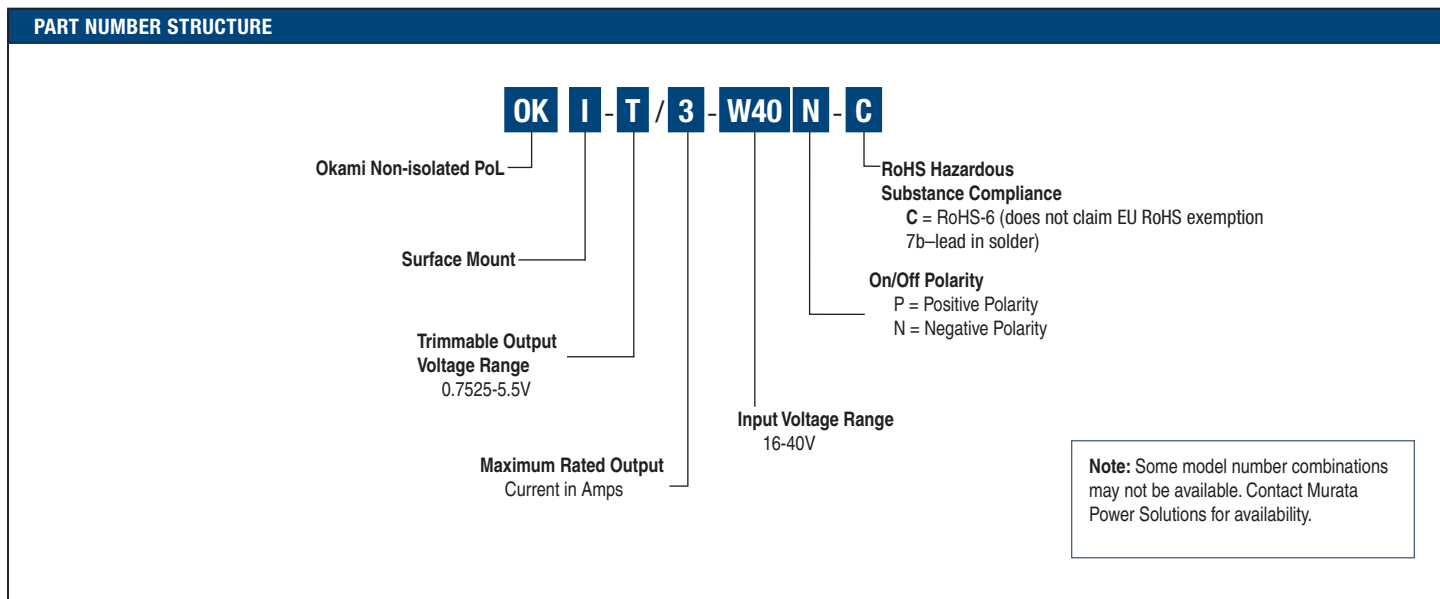 PART NUMBER STRUCTURE
OK I - T / 3 - W40 N - C
Okami Non-isolated PoL
Surface Mount
Trimmable Output
Voltage Range
0.7525-5.5V
Maximum Rated Output
Current in Amps
Input Voltage Range
16-40V
On/Off Polarity
P = Positive Polarity
N = Negative Polarity
RoHS Hazardous
Substance Compliance
C = RoHS-6 (does not claim EU RoHS exemption
7b–lead in solder)
Note: Some model number combinations
may not be available. Contact Murata
Power Solutions for availability.